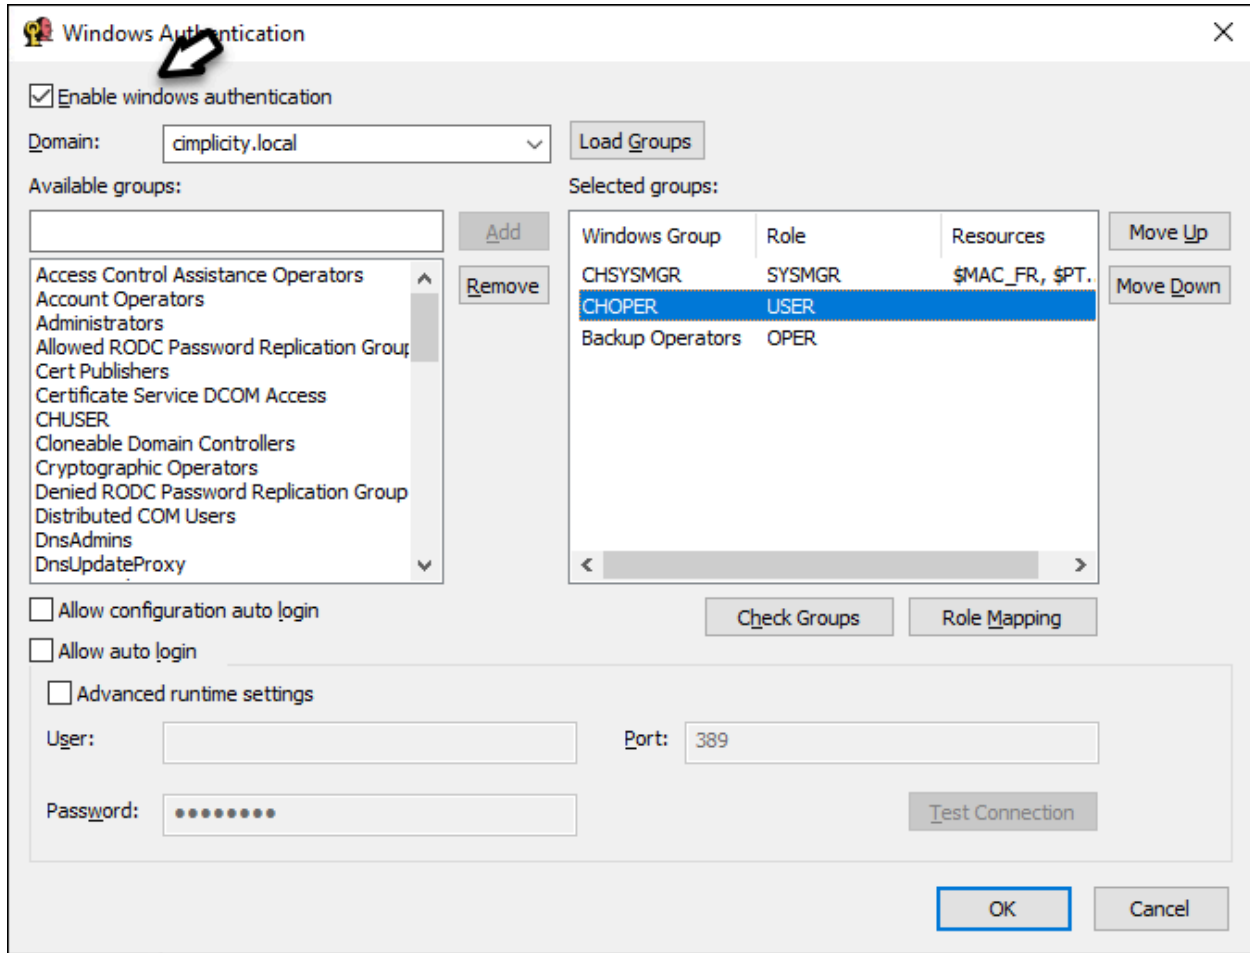 Windows Authentication
Enable windows authentication
Domain: cimplicity.local Load Groups
Available groups: Selected groups:
Add Windows Group Role Resources Move Up
Access Control Assistance Operators CHSYSMGR SYSMGR $MAC_FR, $PT..
Remove Move Down
Account Operators CHOPER USER
Administrators
Allowed RODC Password Replication Group Backup Operators OPER
Cert Publishers
Certificate Service DCOM Access
CHUSER
Cloneable Domain Controllers
Cryptographic Operators
Denied RODC Password Replication Group
Distributed COM Users
DnsAdmins
DnsUpdateProxy
Allow configuration auto login Check Groups Role Mapping
Allow auto login
Advanced runtime settings
User: Port: 389
Password: ●●●●●●●● Test Connection
OK Cancel